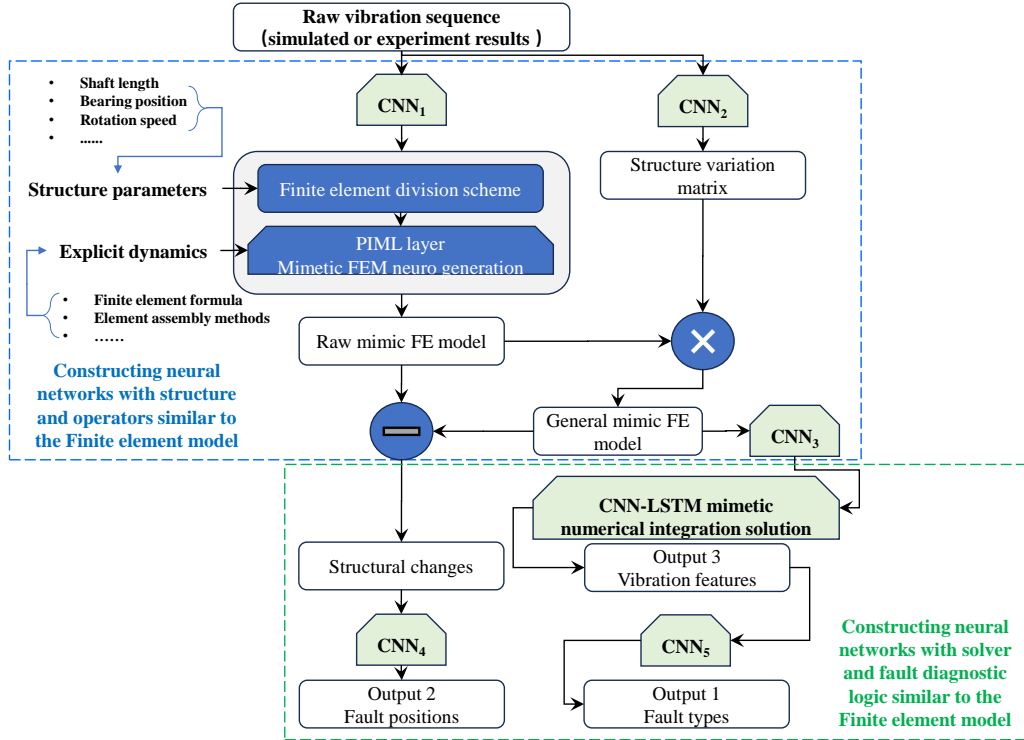 Raw vibration sequence
(simulated or experiment results )
• Shaft length
• Bearing position
• Rotation speed
• ......
CNN1
CNN2
Structure parameters
Finite element division scheme
Structure variation
matrix
Explicit dynamics
PIML layer
Mimetic FEM neuro generation
• Finite element formula
• Element assembly methods
• ……
Raw mimic FE model
×
Constructing neural
networks with structure
and operators similar to
the Finite element model
General mimic FE
model
CNN3
CNN-LSTM mimetic
numerical integration solution
Structural changes
Output 3
Vibration features
CNN4
CNN5
Output 2
Fault positions
Output 1
Fault types
Constructing neural
networks with solver
and fault diagnostic
logic similar to the
Finite element model